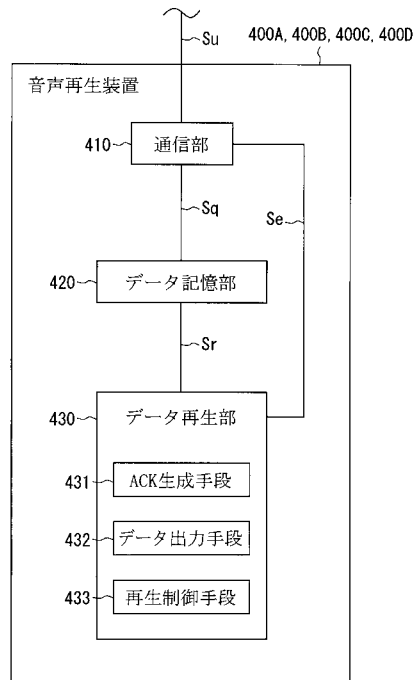 Su
400A, 400B, 400C, 400D
音声再生装置
410
通信部
Sq
Se
420
データ記憶部
Sr
430
データ再生部
431
ACK生成手段
432
データ出力手段
433
再生制御手段